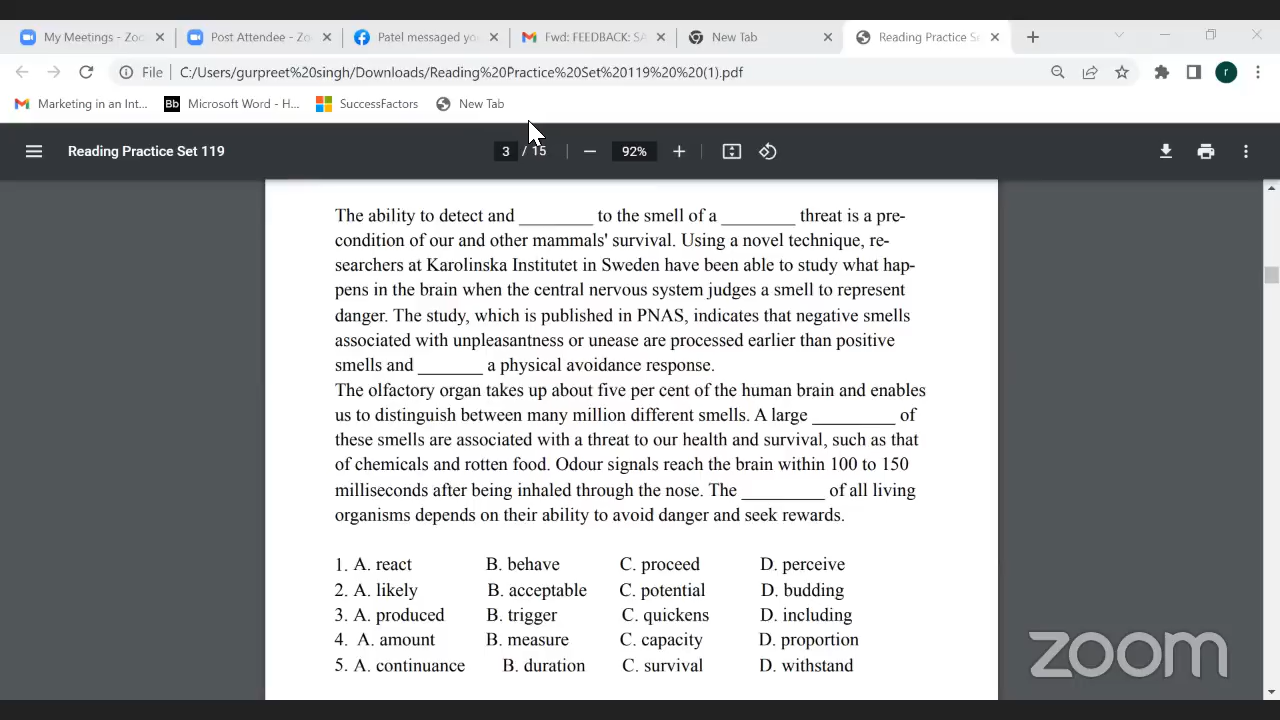 My Meetings - Zoo
Post Attendee - Zo
Patel messaged yo
Fwd: FEEDBACK: SA
New Tab
Reading Practice Se
File
C:/Users/gurpreet%20singh/Downloads/Reading%20Practice%20Set%20119%20%20(1).pdf
r
Marketing in an Int...
Bb
Microsoft Word - H...
SuccessFactors
New Tab
Reading Practice Set 119
3 / 15
92%
The ability to detect and ________ to the smell of a ________ threat is a pre-
condition of our and other mammals' survival. Using a novel technique, re-
searchers at Karolinska Institutet in Sweden have been able to study what hap-
pens in the brain when the central nervous system judges a smell to represent
danger. The study, which is published in PNAS, indicates that negative smells
associated with unpleasantness or unease are processed earlier than positive
smells and _______ a physical avoidance response.
The olfactory organ takes up about five per cent of the human brain and enables
us to distinguish between many million different smells. A large _________ of
these smells are associated with a threat to our health and survival, such as that
of chemicals and rotten food. Odour signals reach the brain within 100 to 150
milliseconds after being inhaled through the nose. The _________ of all living
organisms depends on their ability to avoid danger and seek rewards.
1. A. react B. behave C. proceed D. perceive
2. A. likely B. acceptable C. potential D. budding
3. A. produced B. trigger C. quickens D. including
4. A. amount B. measure C. capacity D. proportion
5. A. continuance B. duration C. survival D. withstand
zoom